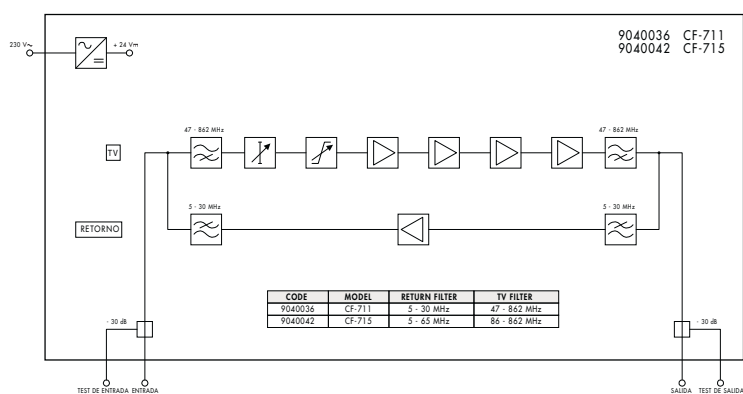 9040036 CF-711
9040042 CF-715
230 V~
+ 24 V⎓
47 - 862 MHz
47 - 862 MHz
TV
5 - 30 MHz
5 - 30 MHz
RETORNO
CODE MODEL RETURN FILTER TV FILTER
9040036 CF-711 5 - 30 MHz 47 - 862 MHz
9040042 CF-715 5 - 65 MHz 86 - 862 MHz
- 30 dB
- 30 dB
TEST DE ENTRADA ENTRADA
SALIDA TEST DE SALIDA